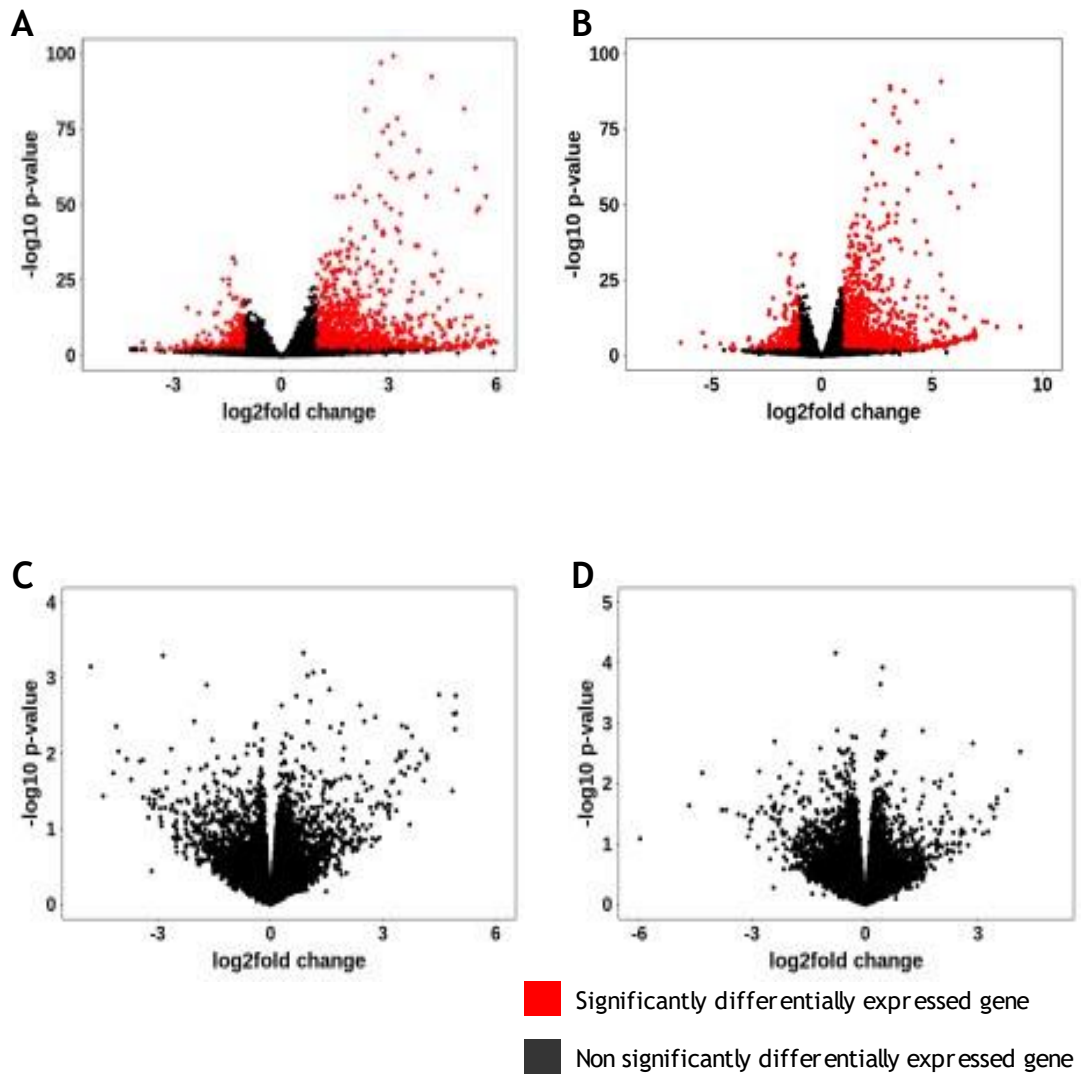 A
B
100
75
50
25
0
-log10 p-value
-3
0
3
6
log2fold change
100
75
50
25
0
-log10 p-value
-5
0
5
10
log2fold change
C
D
4
3
2
1
0
-log10 p-value
-3
0
3
6
log2fold change
5
4
3
2
1
0
-log10 p-value
-6
-3
0
3
log2fold change
Significantly differentially expressed gene
Non significantly differentially expressed gene